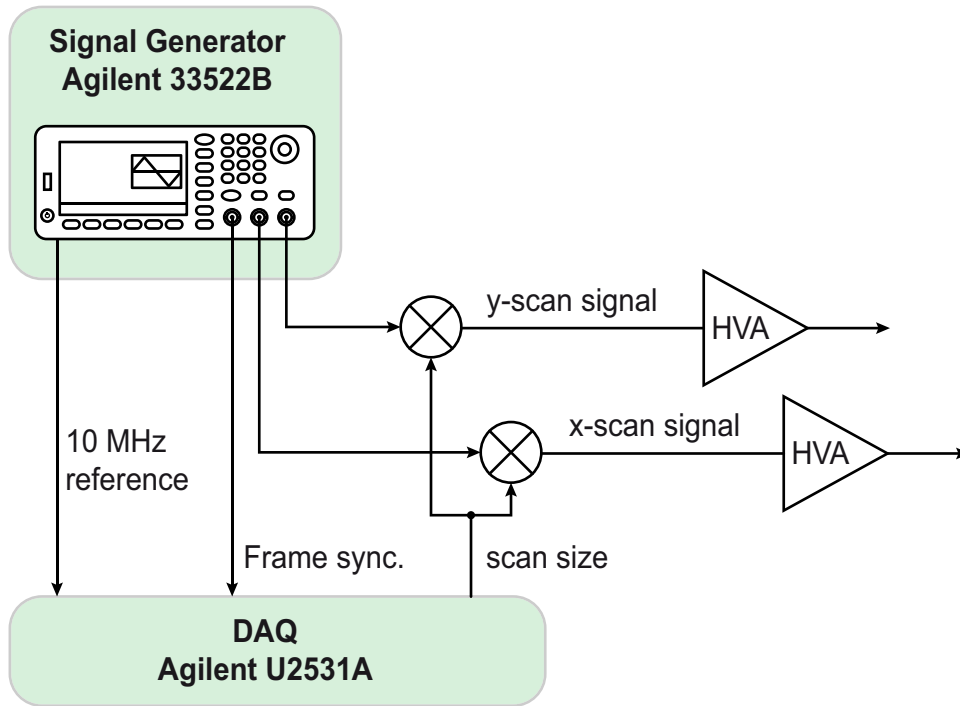 Signal Generator
Agilent 33522B
y-scan signal
HVA
x-scan signal
HVA
10 MHz
reference
Frame sync.
scan size
DAQ
Agilent U2531A